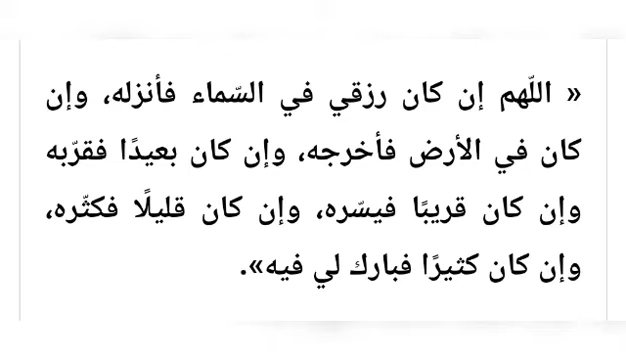 « اللّهم إن كان رزقي في السّماء فأنزله، وإن
كان في الأرض فأخرجه، وإن كان بعيدًا فقرّبه
وإن كان قريبًا فيسّره، وإن كان قليلًا فكثّره،
وإن كان كثيرًا فبارك لي فيه».